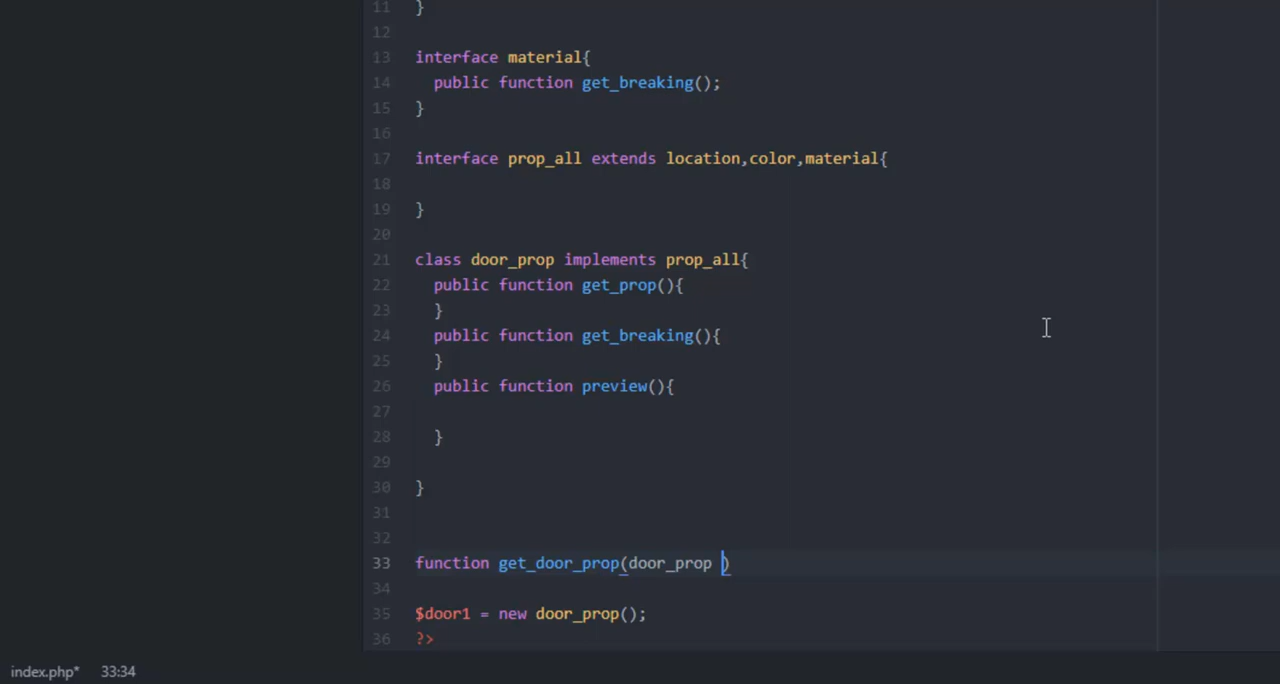 11 }
12
13 interface material{
14 public function get_breaking();
15 }
16
17 interface prop_all extends location,color,material{
18
19 }
20
21 class door_prop implements prop_all{
22 public function get_prop(){
23 }
24 public function get_breaking(){
25 }
26 public function preview(){
27
28 }
29
30 }
31
32
33 function get_door_prop(door_prop )
34
35 $door1 = new door_prop();
36 ?>
index.php* 33:34